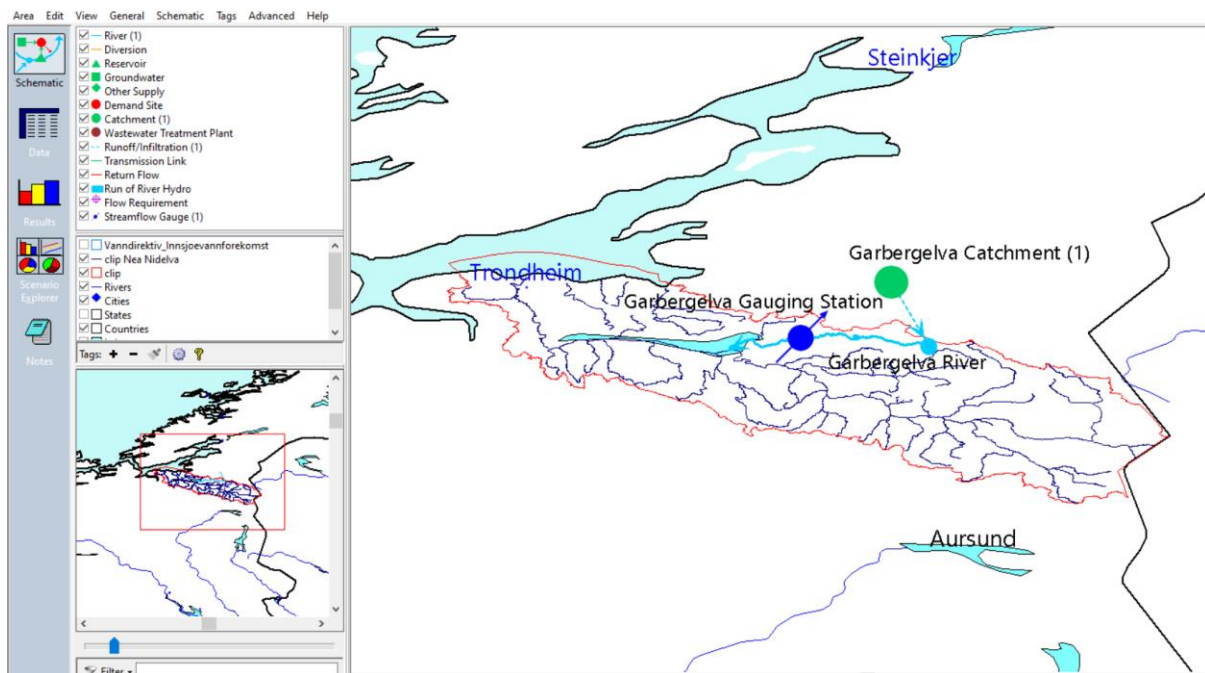 Area Edit View General Schematic Tags Advanced Help
Schematic
Data
Results
Scenario
Explorer
Notes
River (1)
Diversion
Reservoir
Groundwater
Other Supply
Demand Site
Catchment (1)
Wastewater Treatment Plant
Runoff/Infiltration (1)
Transmission Link
Return Flow
Run of River Hydro
Flow Requirement
Streamflow Gauge (1)
Vanndirektiv_Innsjoevannforekomst
clip Nea Nidelva
clip
Rivers
Cities
States
Countries
Tags:
Filter
Steinkjer
Trondheim
Garbergelva Catchment (1)
Garbergelva Gauging Station
Garbergelva River
Aursund